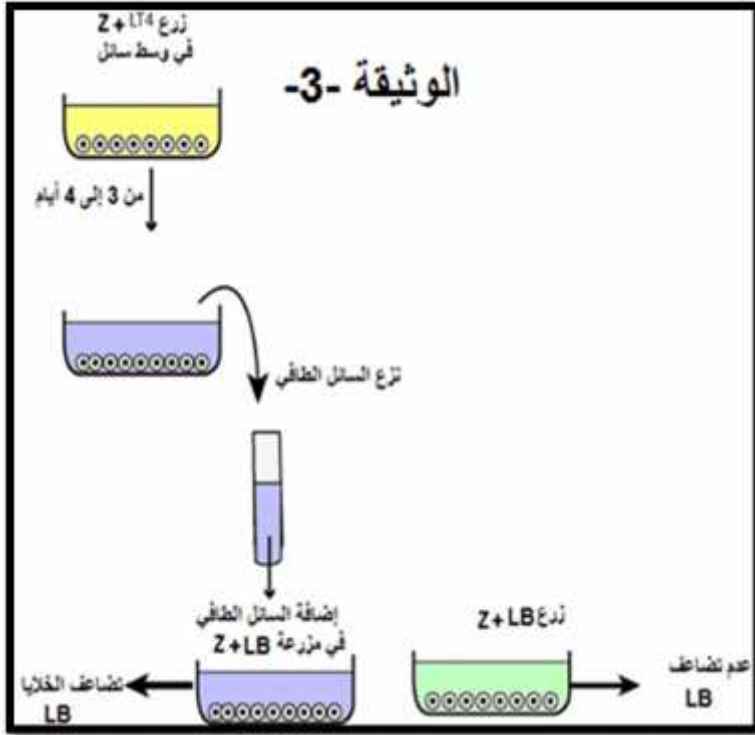 زرع Z + LT4
في وسط سائل
الوثيقة -3-
من 3 إلى 4 أيام
نزع السائل الطافي
إضافة السائل الطافي
في مزرعة Z+LB
زرع Z+LB
تضاعف الخلايا
LB
عدم تضاعف
LB